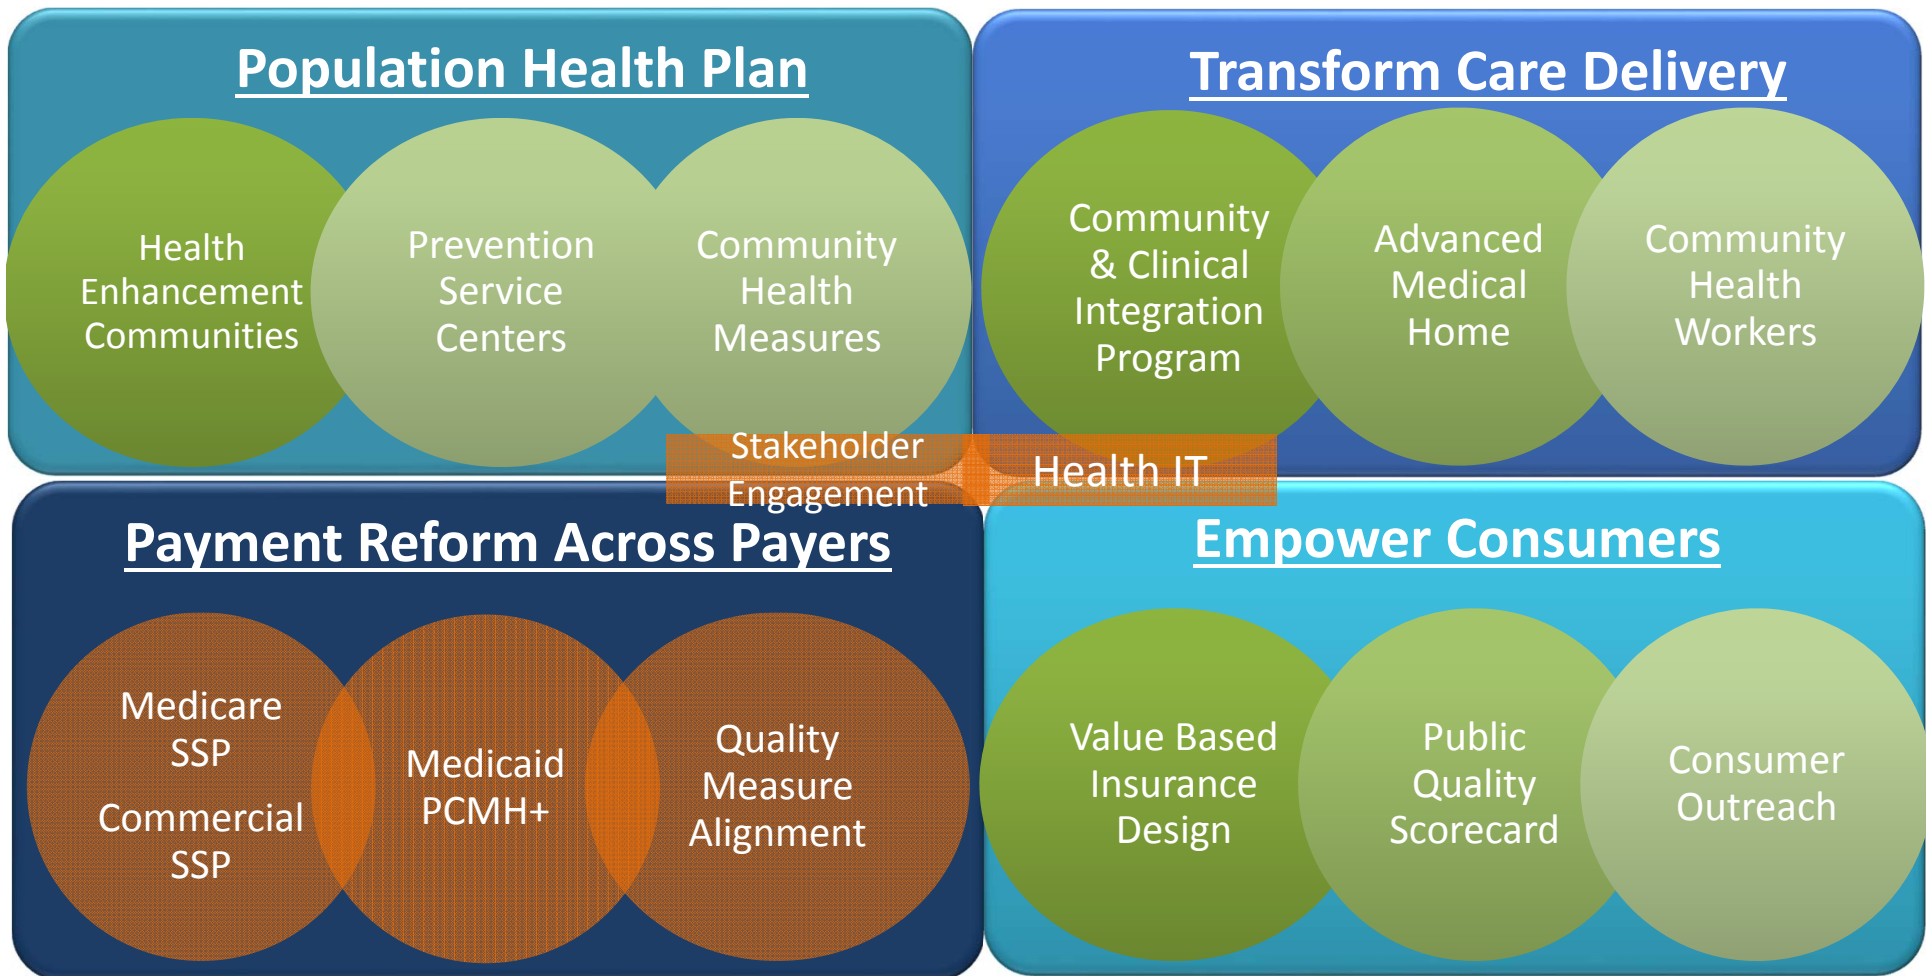 Population Health Plan
Health
Enhancement
Communities
Prevention
Service
Centers
Community
Health
Measures
Transform Care Delivery
Community
& Clinical
Integration
Program
Advanced
Medical
Home
Community
Health
Workers
Stakeholder
Engagement
Health IT
Payment Reform Across Payers
Medicare
SSP
Commercial
SSP
Medicaid
PCMH+
Quality
Measure
Alignment
Empower Consumers
Value Based
Insurance
Design
Public
Quality
Scorecard
Consumer
Outreach